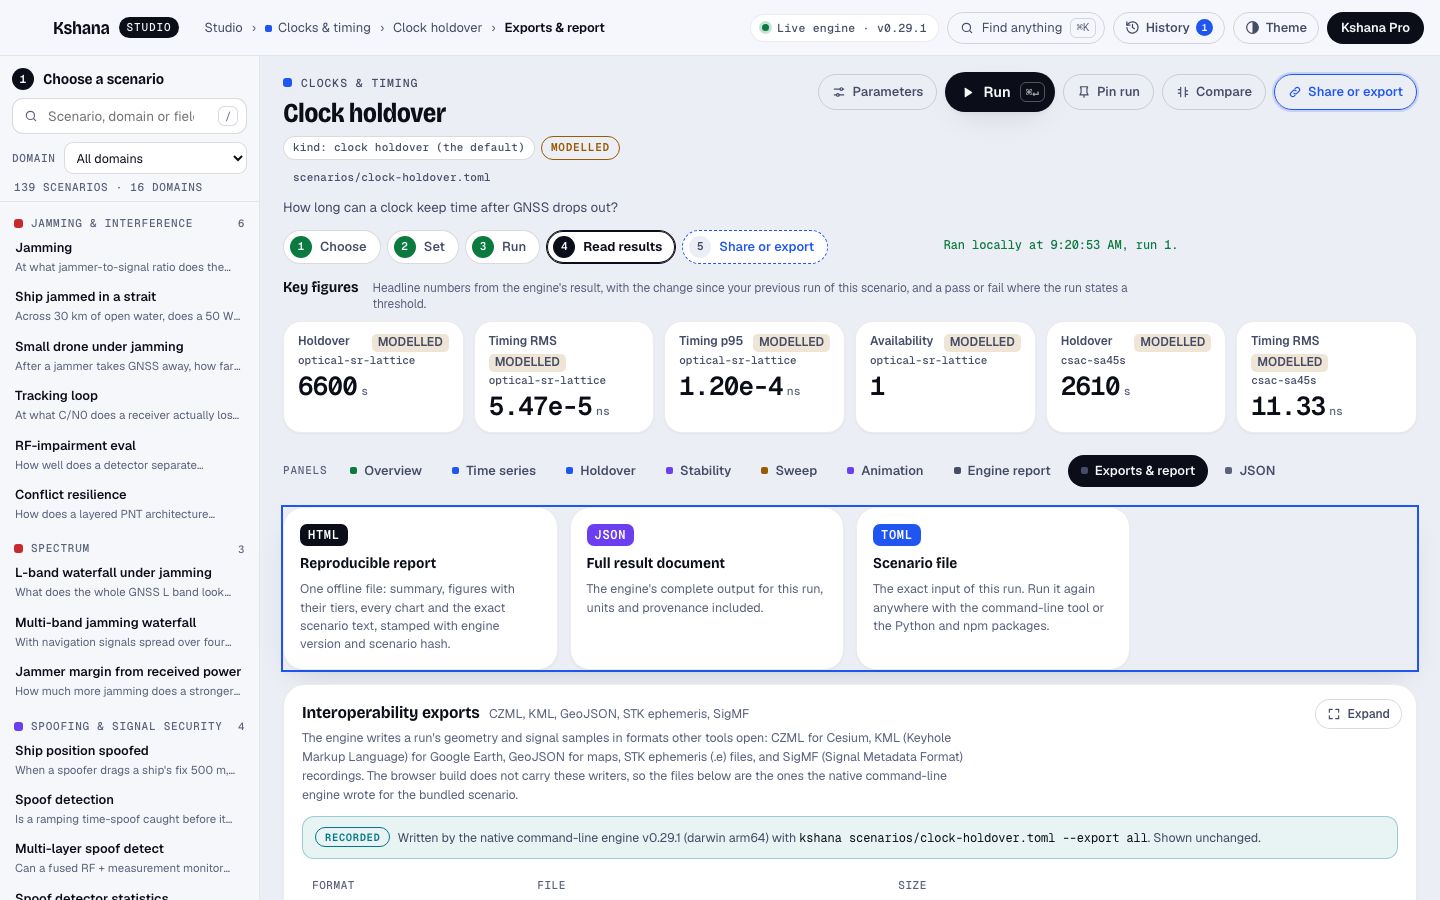 Kshana STUDIO Studio › Clocks & timing › Clock holdover › Exports & report Live engine · v0.29.1 Find anything ⌘K History 1 Theme Kshana Pro
1 Choose a scenario
Scenario, domain or fiel /
DOMAIN All domains
139 SCENARIOS · 16 DOMAINS
JAMMING & INTERFERENCE 6
Jamming
At what jammer-to-signal ratio does the…
Ship jammed in a strait
Across 30 km of open water, does a 50 W…
Small drone under jamming
After a jammer takes GNSS away, how far…
Tracking loop
At what C/N0 does a receiver actually los…
RF-impairment eval
How well does a detector separate…
Conflict resilience
How does a layered PNT architecture…
SPECTRUM 3
L-band waterfall under jamming
What does the whole GNSS L band look…
Multi-band jamming waterfall
With navigation signals spread over four…
Jammer margin from received power
How much more jamming does a stronger…
SPOOFING & SIGNAL SECURITY 4
Ship position spoofed
When a spoofer drags a ship's fix 500 m,…
Spoof detection
Is a ramping time-spoof caught before it…
Multi-layer spoof detect
Can a fused RF + measurement monitor…
Spoof detector statistics
CLOCKS & TIMING
Clock holdover
Parameters Run ⌘↵ Pin run Compare Share or export
kind: clock holdover (the default) MODELLED
scenarios/clock-holdover.toml
How long can a clock keep time after GNSS drops out?
1 Choose 2 Set 3 Run 4 Read results 5 Share or export Ran locally at 9:20:53 AM, run 1.
Key figures Headline numbers from the engine's result, with the change since your previous run of this scenario, and a pass or fail where the run states a
threshold.
Holdover MODELLED
optical-sr-lattice
6600 s
Timing RMS
MODELLED
optical-sr-lattice
5.47e-5 ns
Timing p95 MODELLED
optical-sr-lattice
1.20e-4 ns
Availability MODELLED
optical-sr-lattice
1
Holdover MODELLED
csac-sa45s
2610 s
Timing RMS
MODELLED
csac-sa45s
11.33 ns
PANELS Overview Time series Holdover Stability Sweep Animation Engine report Exports & report JSON
HTML
Reproducible report
One offline file: summary, figures with
their tiers, every chart and the exact
scenario text, stamped with engine
version and scenario hash.
JSON
Full result document
The engine's complete output for this run,
units and provenance included.
TOML
Scenario file
The exact input of this run. Run it again
anywhere with the command-line tool or
the Python and npm packages.
Interoperability exports CZML, KML, GeoJSON, STK ephemeris, SigMF Expand
The engine writes a run's geometry and signal samples in formats other tools open: CZML for Cesium, KML (Keyhole
Markup Language) for Google Earth, GeoJSON for maps, STK ephemeris (.e) files, and SigMF (Signal Metadata Format)
recordings. The browser build does not carry these writers, so the files below are the ones the native command-line
engine wrote for the bundled scenario.
RECORDED Written by the native command-line engine v0.29.1 (darwin arm64) with kshana scenarios/clock-holdover.toml --export all. Shown unchanged.
FORMAT FILE SIZE